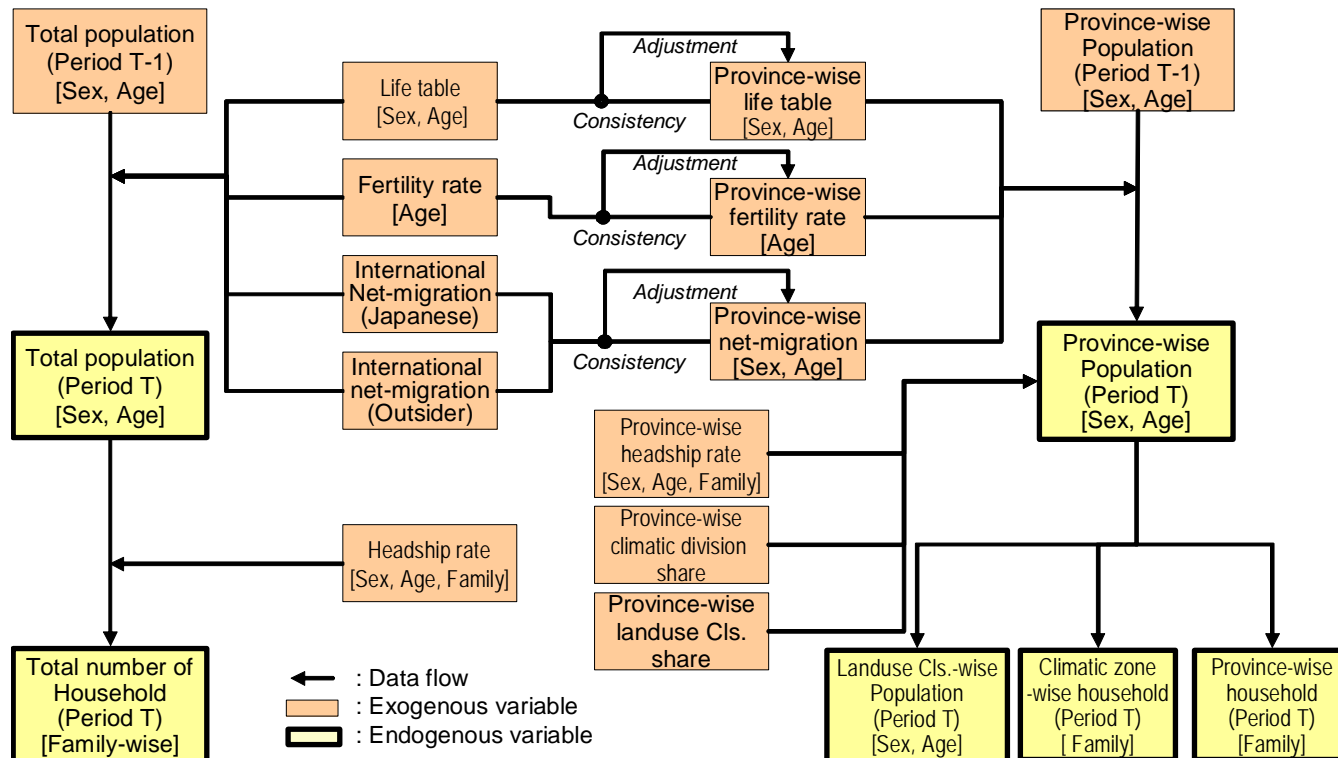 Total population
(Period T-1)
[Sex, Age]
Life table
[Sex, Age]
Adjustment
Consistency
Province-wise
life table
[Sex, Age]
Province-wise
Population
(Period T-1)
[Sex, Age]
Fertility rate
[Age]
Adjustment
Consistency
Province-wise
fertility rate
[Age]
International
Net-migration
(Japanese)
International
net-migration
(Outsider)
Adjustment
Consistency
Province-wise
net-migration
[Sex, Age]
Total population
(Period T)
[Sex, Age]
Province-wise
Population
(Period T)
[Sex, Age]
Province-wise
headship rate
[Sex, Age, Family]
Province-wise
climatic division
share
Province-wise
landuse Cls.
share
Headship rate
[Sex, Age, Family]
Total number of
Household
(Period T)
[Family-wise]
: Data flow
: Exogenous variable
: Endogenous variable
Landuse Cls.-wise
Population
(Period T)
[Sex, Age]
Climatic zone
-wise household
(Period T)
[ Family]
Province-wise
household
(Period T)
[Family]